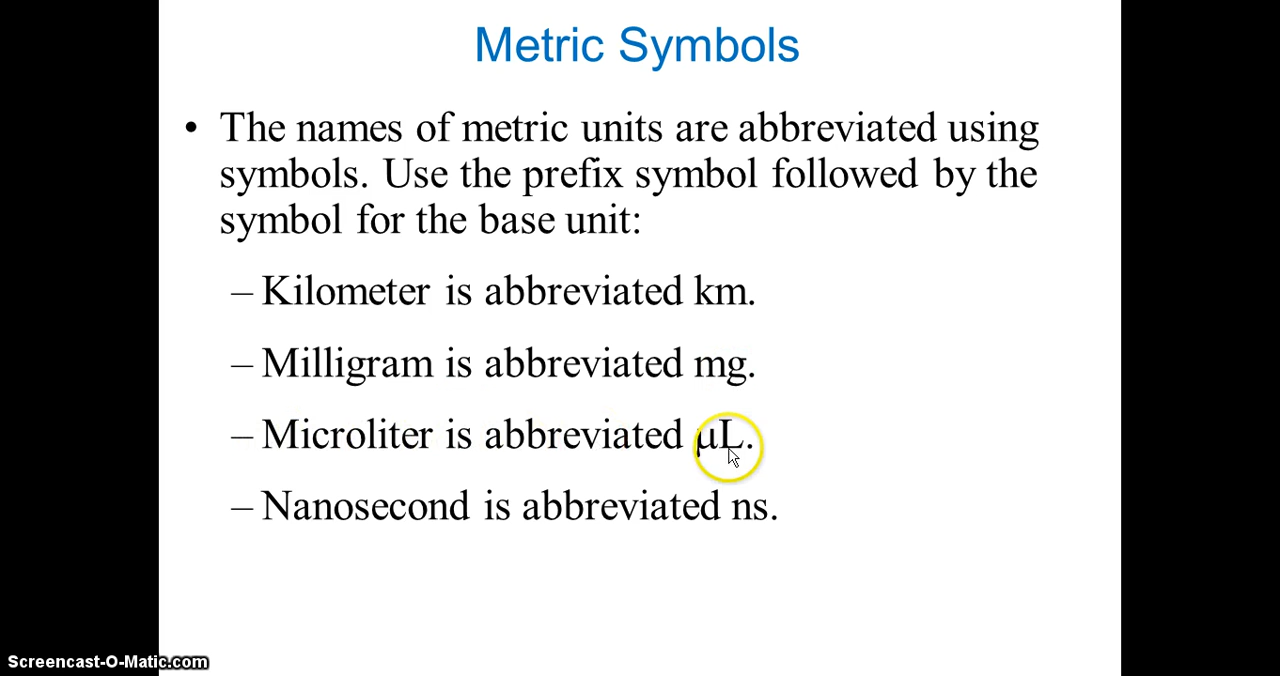 Metric Symbols
• The names of metric units are abbreviated using
symbols. Use the prefix symbol followed by the
symbol for the base unit:
– Kilometer is abbreviated km.
– Milligram is abbreviated mg.
– Microliter is abbreviated μL.
– Nanosecond is abbreviated ns.
Screencast-O-Matic.com